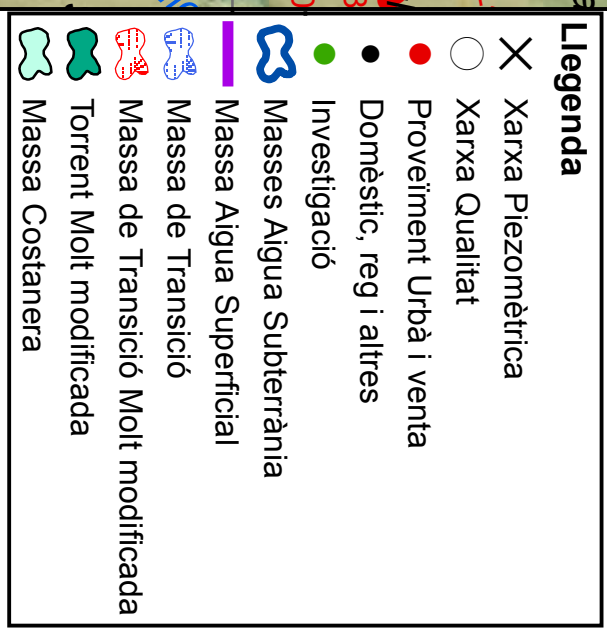 Llegenda
Xarxa Piezomètrica
Xarxa Qualitat
Proveïment Urbà i venta
Domèstic, reg i altres
Investigació
Masses Aigua Subterrània
Massa Aigua Superficial
Massa de Transició
Massa de Transició Molt modificada
Torrent Molt modificada
Massa Costanera